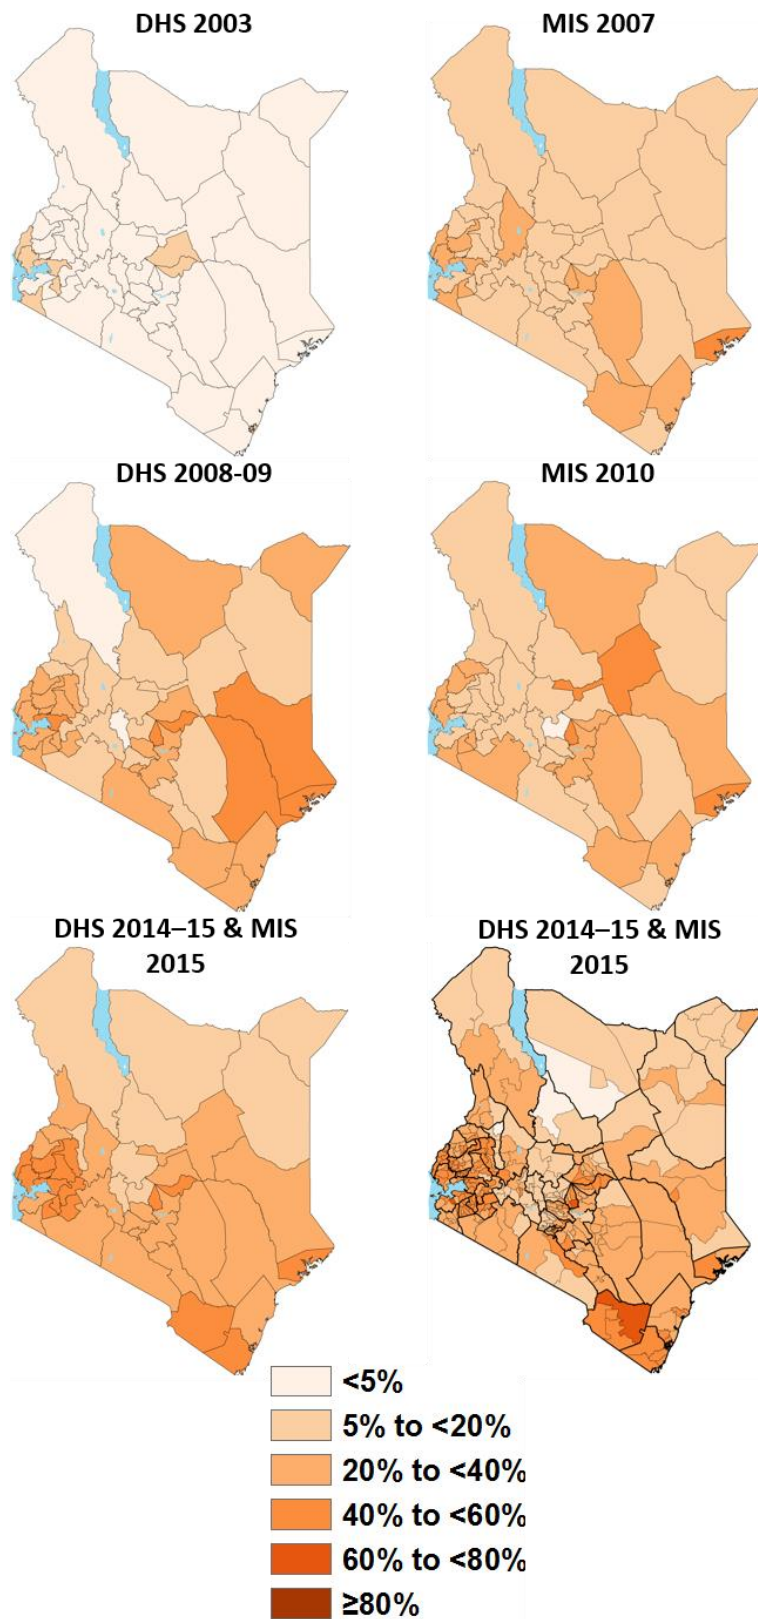 DHS 2003
MIS 2007
DHS 2008-09
MIS 2010
DHS 2014–15 & MIS
2015
DHS 2014–15 & MIS
2015
<5%
5% to <20%
20% to <40%
40% to <60%
60% to <80%
≥80%